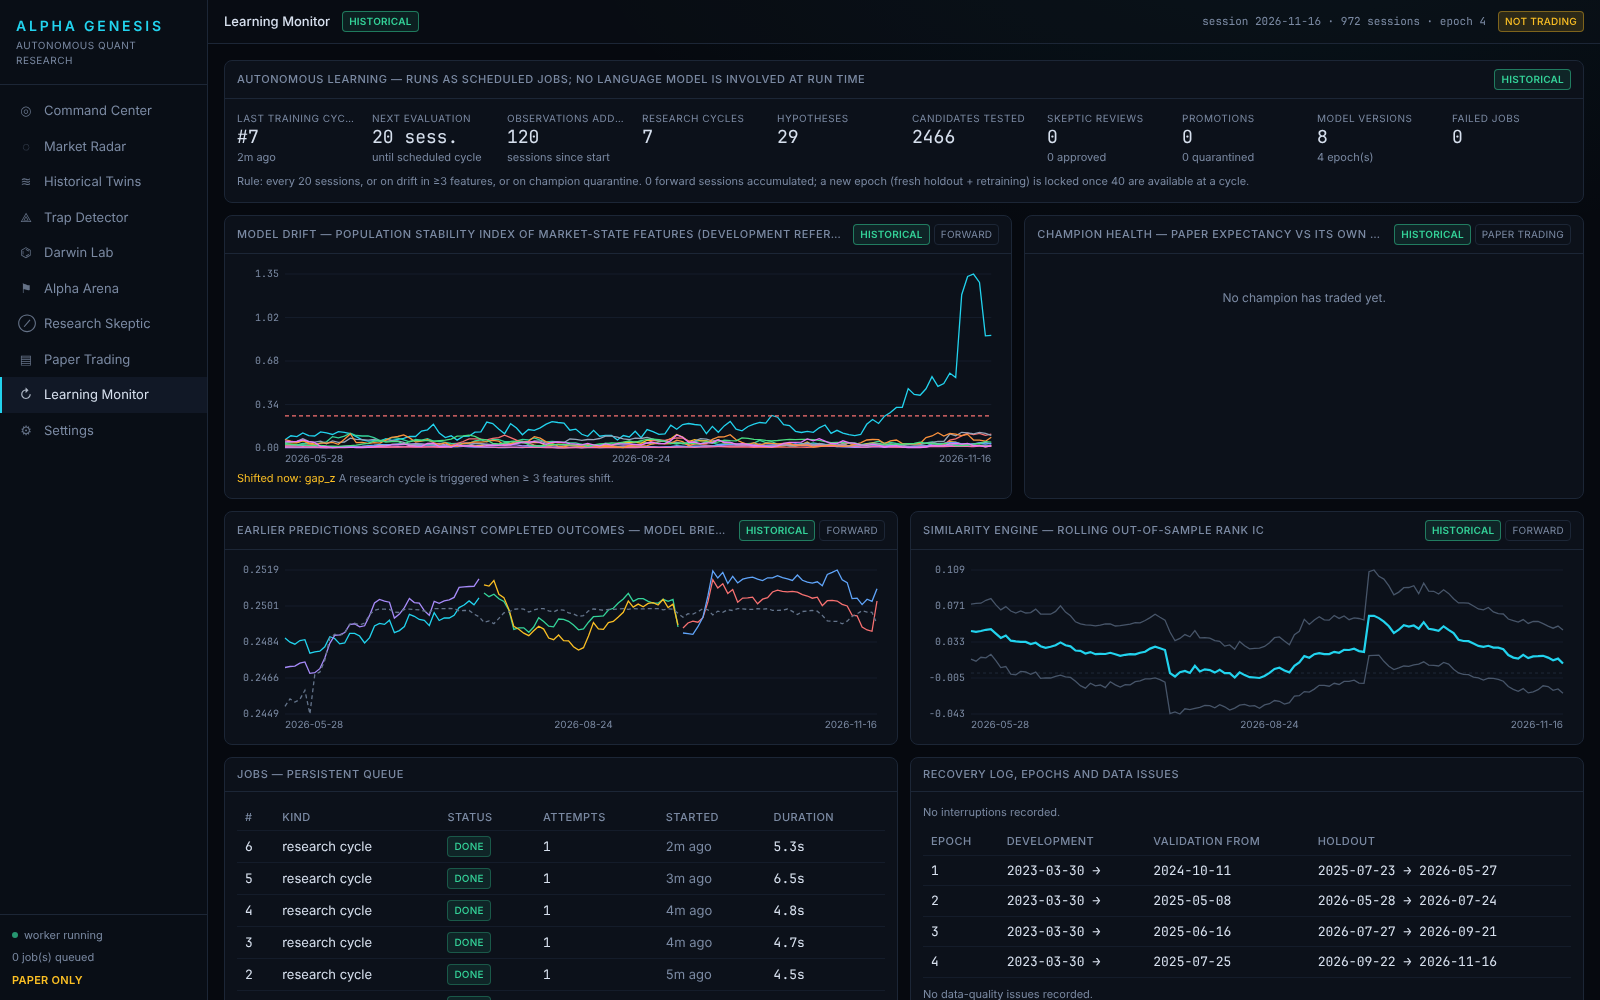 ALPHA GENESIS
AUTONOMOUS QUANT
RESEARCH
Command Center
Market Radar
Historical Twins
Trap Detector
Darwin Lab
Alpha Arena
Research Skeptic
Paper Trading
Learning Monitor
Settings
worker running
0 job(s) queued
PAPER ONLY
Learning Monitor HISTORICAL
session 2026-11-16 · 972 sessions · epoch 4 NOT TRADING
AUTONOMOUS LEARNING — RUNS AS SCHEDULED JOBS; NO LANGUAGE MODEL IS INVOLVED AT RUN TIME HISTORICAL
LAST TRAINING CYC... NEXT EVALUATION OBSERVATIONS ADD... RESEARCH CYCLES HYPOTHESES CANDIDATES TESTED SKEPTIC REVIEWS PROMOTIONS MODEL VERSIONS FAILED JOBS
#7 20 sess. 120 7 29 2466 0 0 8 0
2m ago until scheduled cycle sessions since start 0 approved 0 quarantined 4 epoch(s)
Rule: every 20 sessions, or on drift in ≥3 features, or on champion quarantine. 0 forward sessions accumulated; a new epoch (fresh holdout + retraining) is locked once 40 are available at a cycle.
MODEL DRIFT — POPULATION STABILITY INDEX OF MARKET-STATE FEATURES (DEVELOPMENT REFER... HISTORICAL FORWARD
1.35
1.02
0.68
0.34
0.00
2026-05-28 2026-08-24 2026-11-16
Shifted now: gap_z A research cycle is triggered when ≥ 3 features shift.
CHAMPION HEALTH — PAPER EXPECTANCY VS ITS OWN ... HISTORICAL PAPER TRADING
No champion has traded yet.
EARLIER PREDICTIONS SCORED AGAINST COMPLETED OUTCOMES — MODEL BRIE... HISTORICAL FORWARD
0.2519
0.2501
0.2484
0.2466
0.2449
2026-05-28 2026-08-24 2026-11-16
SIMILARITY ENGINE — ROLLING OUT-OF-SAMPLE RANK IC HISTORICAL FORWARD
0.109
0.071
0.033
-0.005
-0.043
2026-05-28 2026-08-24 2026-11-16
JOBS — PERSISTENT QUEUE
# KIND STATUS ATTEMPTS STARTED DURATION
6 research cycle DONE 1 2m ago 5.3s
5 research cycle DONE 1 3m ago 6.5s
4 research cycle DONE 1 4m ago 4.8s
3 research cycle DONE 1 4m ago 4.7s
2 research cycle DONE 1 5m ago 4.5s
RECOVERY LOG, EPOCHS AND DATA ISSUES
No interruptions recorded.
EPOCH DEVELOPMENT VALIDATION FROM HOLDOUT
1 2023-03-30 → 2024-10-11 2025-07-23 → 2026-05-27
2 2023-03-30 → 2025-05-08 2026-05-28 → 2026-07-24
3 2023-03-30 → 2025-06-16 2026-07-27 → 2026-09-21
4 2023-03-30 → 2025-07-25 2026-09-22 → 2026-11-16
No data-quality issues recorded.